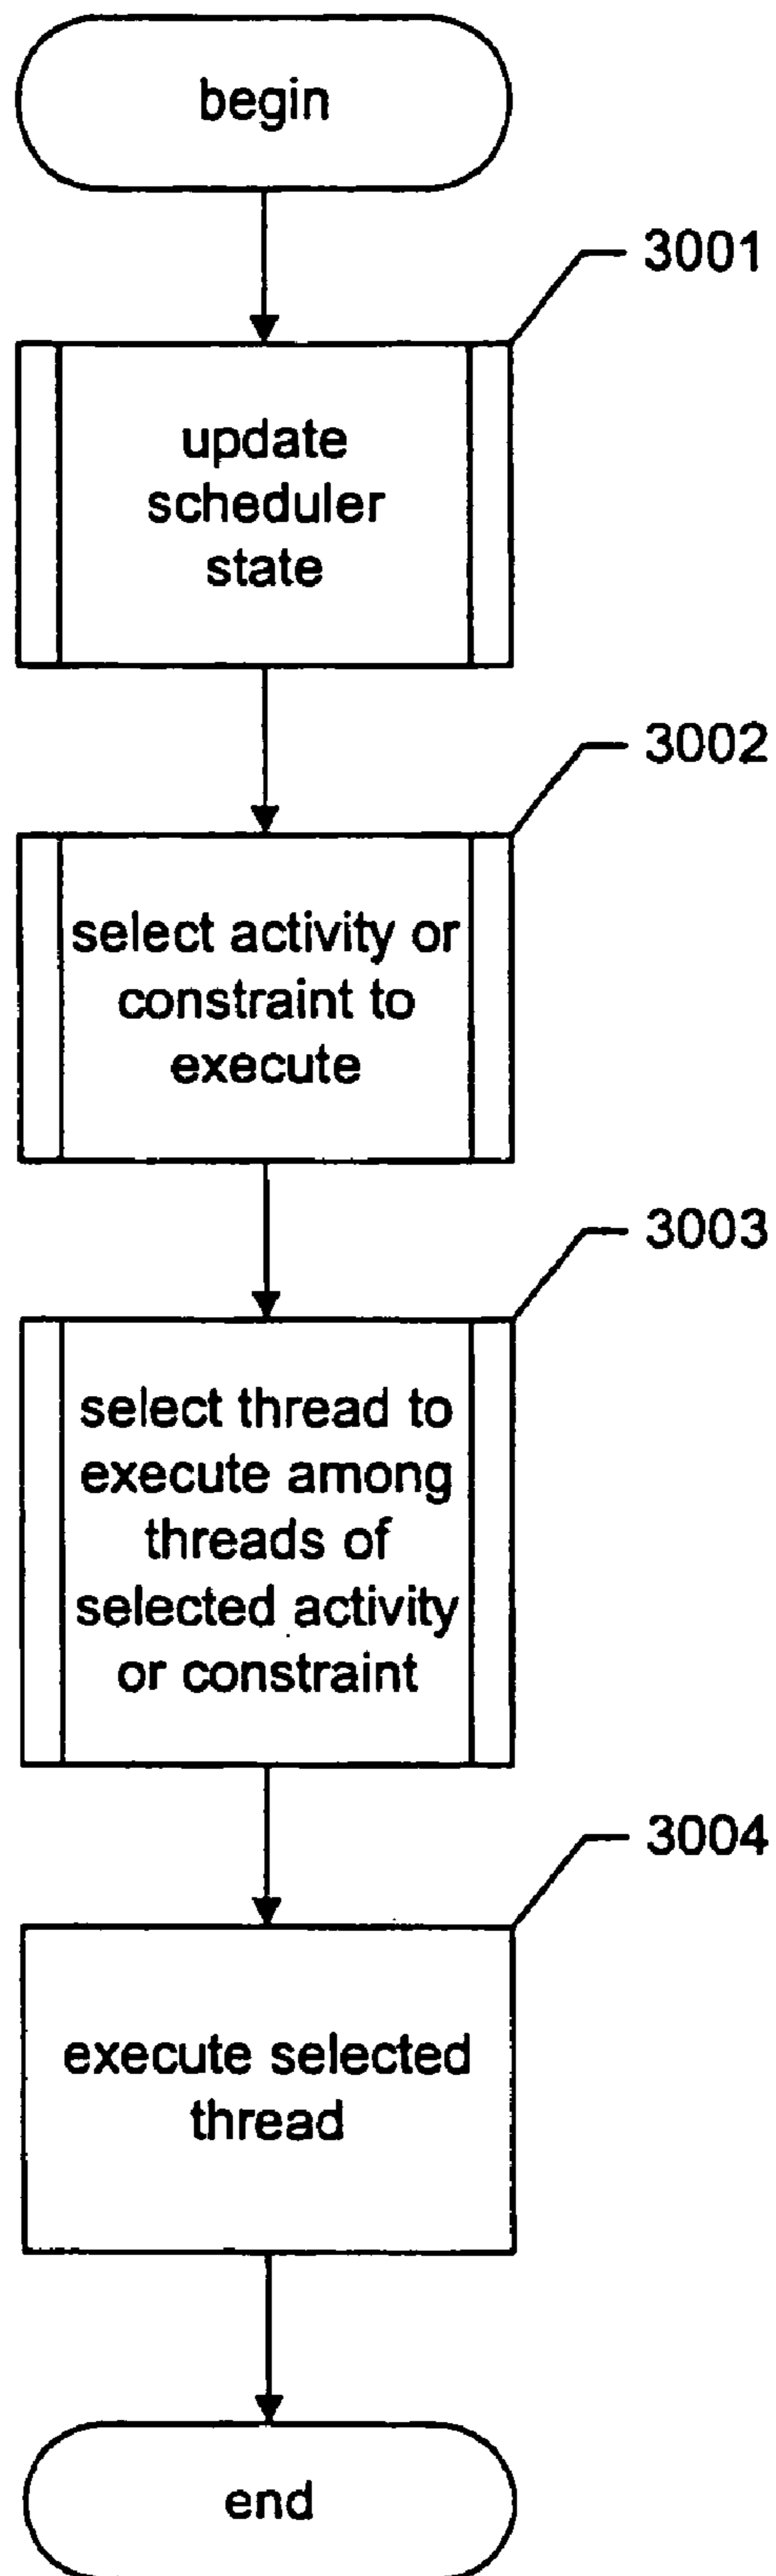 begin
3001
update
scheduler
state
3002
select activity or
constraint to
execute
3003
select thread to
execute among
threads of
selected activity
or constraint
3004
execute selected
thread
end